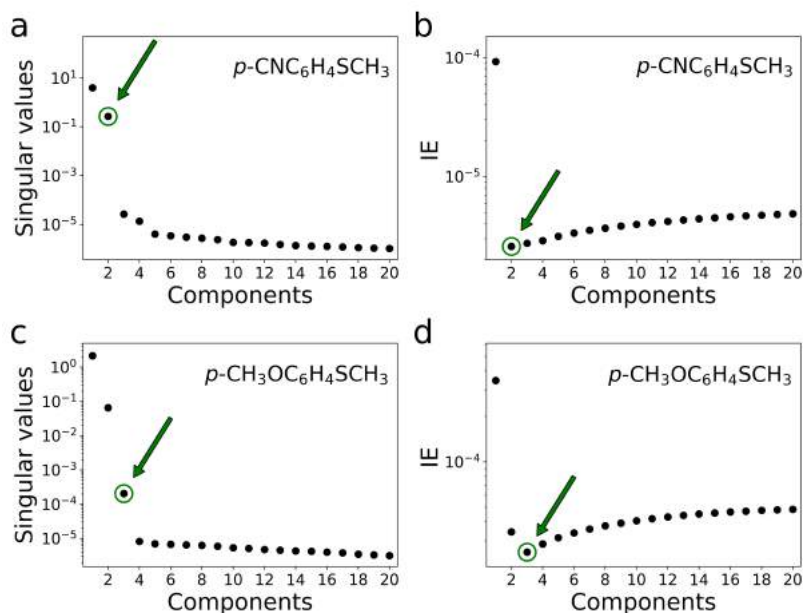 a
b
p-CNC₆H₄SCH₃
p-CNC₆H₄SCH₃
Singular values
10¹
10⁻¹
10⁻³
10⁻⁵
IE
10⁻⁴
10⁻⁵
2 4 6 8 10 12 14 16 18 20
2 4 6 8 10 12 14 16 18 20
Components
Components
c
d
p-CH₃OC₆H₄SCH₃
p-CH₃OC₆H₄SCH₃
Singular values
10⁰
10⁻¹
10⁻²
10⁻³
10⁻⁴
10⁻⁵
IE
10⁻⁴
2 4 6 8 10 12 14 16 18 20
2 4 6 8 10 12 14 16 18 20
Components
Components